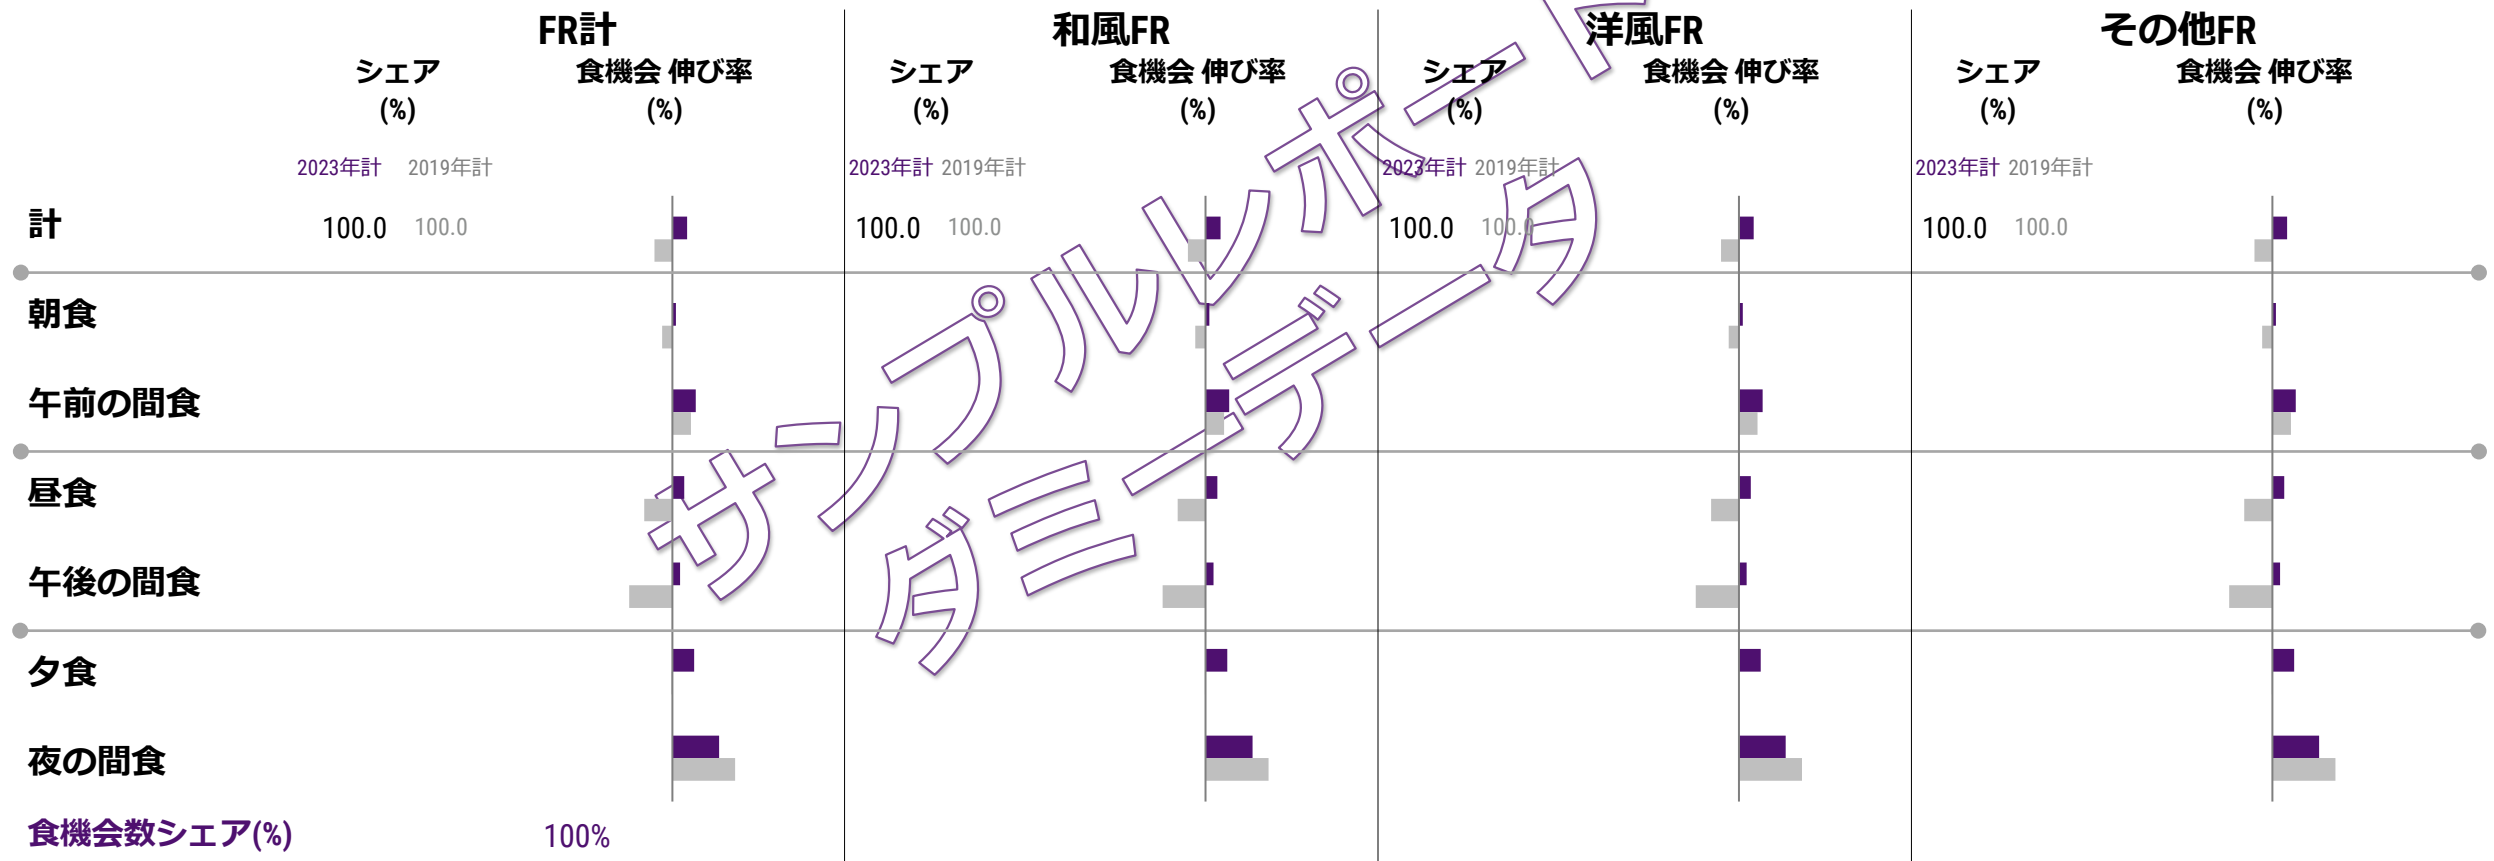 FR計 和風FR 洋風FR その他FR
シェア 食機会 伸び率 シェア 食機会 伸び率 シェア 食機会 伸び率 シェア 食機会 伸び率
(%) (%) (%) (%) (%) (%) (%) (%)
2023年計 2019年計 2023年計 2019年計 2023年計 2019年計 2023年計 2019年計
計 100.0 100.0 100.0 100.0 100.0 100.0 100.0 100.0
朝食
午前の間食
昼食
午後の間食
夕食
夜の間食
食機会数シェア(%) 100%
サンプルレポート
ダミーデータ